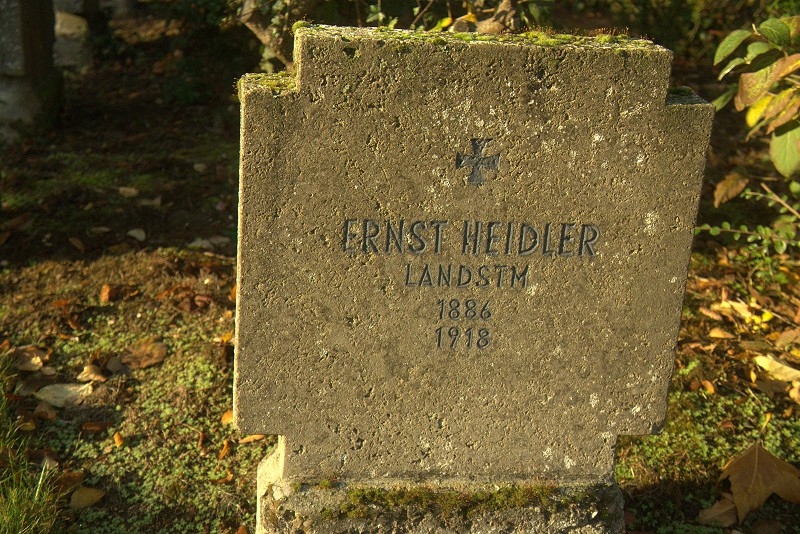 ERNST HEIDLER
LANDSTM
1886
1918